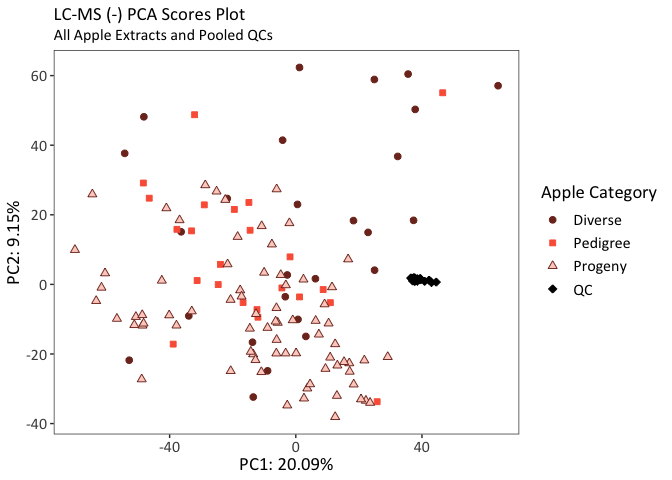 LC-MS (-) PCA Scores Plot
All Apple Extracts and Pooled QCs
60
40
20
0
-20
-40
PC2: 9.15%
-40
0
40
PC1: 20.09%
Apple Category
Diverse
Pedigree
Progeny
QC